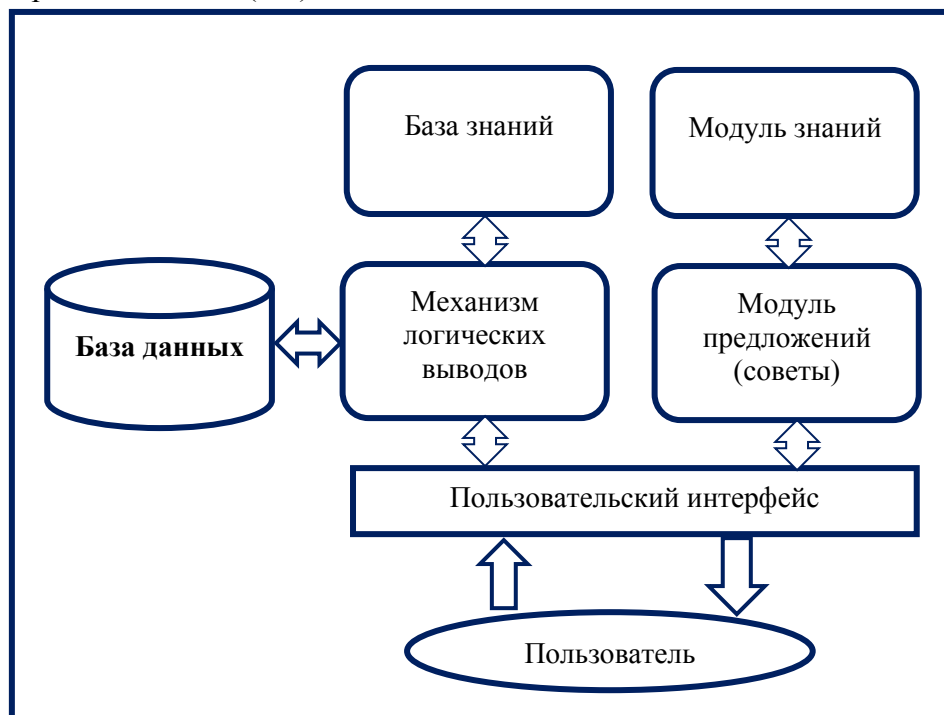 База знаний
Модуль знаний
База данных
Механизм
логических
выводов
Модуль
предложений
(советы)
Пользовательский интерфейс
Пользователь